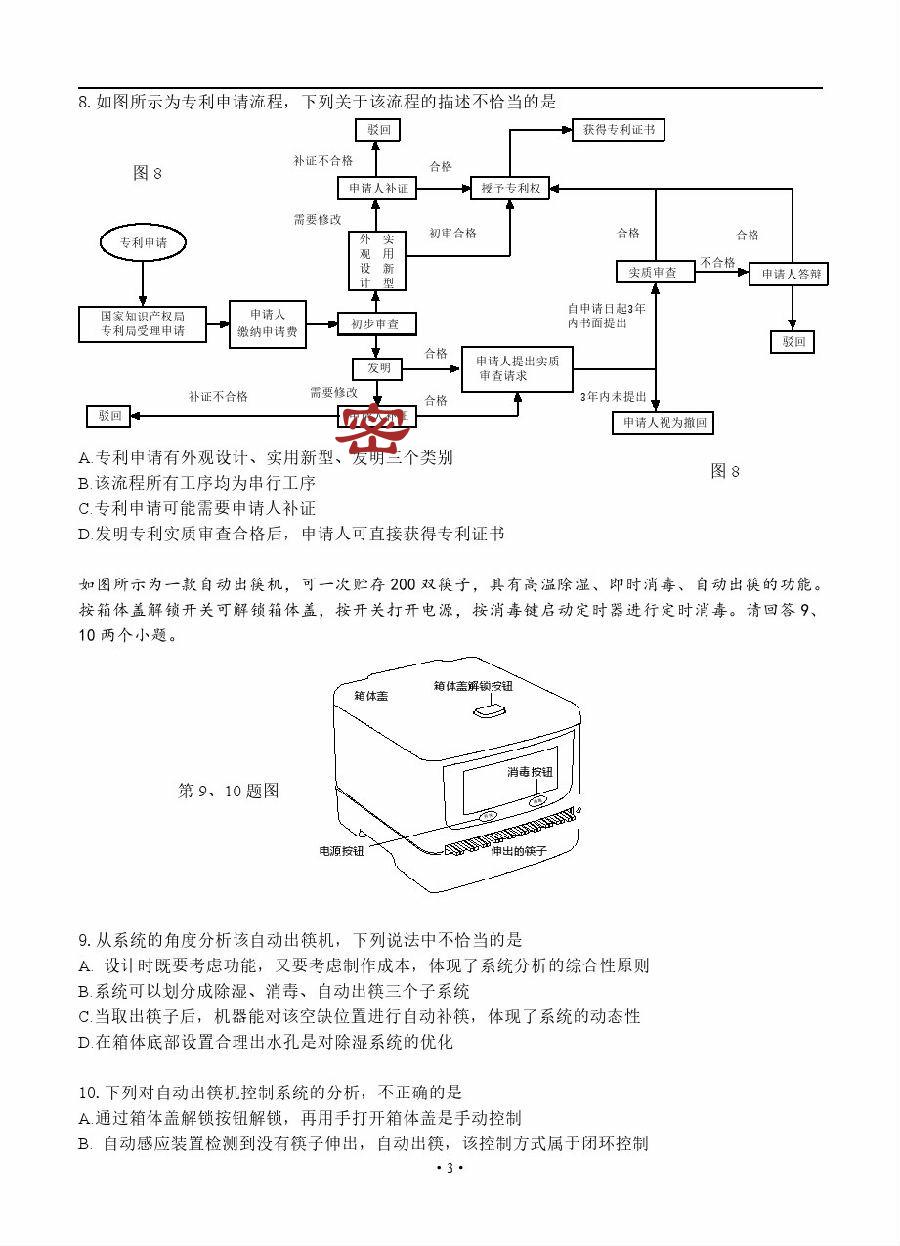 8. 如图所示为专利申请流程，下列关于该流程的描述不恰当的是
驳回
获得专利证书
图 8
补证不合格
合格
申请人补证
授予专利权
需要修改
初审合格
合格
合格
专利申请
外观设计
实用新型
实质审查
不合格
申请人答辩
自申请日起3年
内书面提出
国家知识产权局
专利局受理申请
申请人
缴纳申请费
初步审查
驳回
合格
发明
申请人提出实质
审查请求
补证不合格
需要修改
合格
3年内未提出
驳回
密
申请人视为撤回
A.专利申请有外观设计、实用新型、发明三个类别
图 8
B.该流程所有工序均为串行工序
C.专利申请可能需要申请人补证
D.发明专利实质审查合格后，申请人可直接获得专利证书
如图所示为一款自动出筷机，可一次贮存 200 双筷子，具有高温除湿、即时消毒、自动出筷的功能。
按箱体盖解锁开关可解锁箱体盖，按开关打开电源，按消毒键启动定时器进行定时消毒。请回答 9、
10 两个小题。
箱体盖
箱体盖解锁按钮
消毒按钮
第 9、10 题图
电源按钮
伸出的筷子
9. 从系统的角度分析该自动出筷机，下列说法中不恰当的是
A. 设计时既要考虑功能，又要考虑制作成本，体现了系统分析的综合性原则
B.系统可以划分成除湿、消毒、自动出筷三个子系统
C.当取出筷子后，机器能对该空缺位置进行自动补筷，体现了系统的动态性
D.在箱体底部设置合理出水孔是对除湿系统的优化
10. 下列对自动出筷机控制系统的分析，不正确的是
A.通过箱体盖解锁按钮解锁，再用手打开箱体盖是手动控制
B. 自动感应装置检测到没有筷子伸出，自动出筷，该控制方式属于闭环控制
·3·